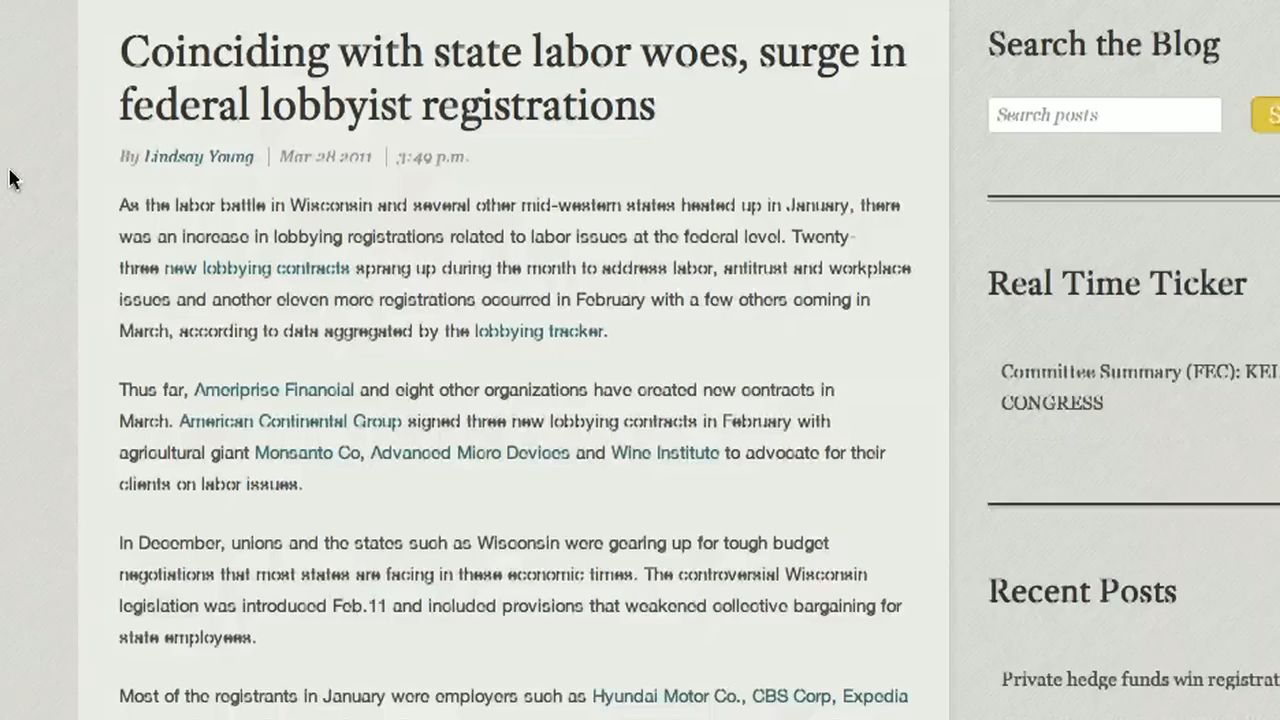 Coinciding with state labor woes, surge in
federal lobbyist registrations
By Lindsay Young | Mar 28 2011 | 3:49 p.m.
As the labor battle in Wisconsin and several other mid-western states heated up in January, there
was an increase in lobbying registrations related to labor issues at the federal level. Twenty-
three new lobbying contracts sprang up during the month to address labor, antitrust and workplace
issues and another eleven more registrations occurred in February with a few others coming in
March, according to data aggregated by the lobbying tracker.
Thus far, Ameriprise Financial and eight other organizations have created new contracts in
March. American Continental Group signed three new lobbying contracts in February with
agricultural giant Monsanto Co, Advanced Micro Devices and Wine Institute to advocate for their
clients on labor issues.
In December, unions and the states such as Wisconsin were gearing up for tough budget
negotiations that most states are facing in these economic times. The controversial Wisconsin
legislation was introduced Feb.11 and included provisions that weakened collective bargaining for
state employees.
Most of the registrants in January were employers such as Hyundai Motor Co., CBS Corp, Expedia
Search the Blog
Search posts
S
Real Time Ticker
Committee Summary (FEC): KEL
CONGRESS
Recent Posts
Private hedge funds win registrat